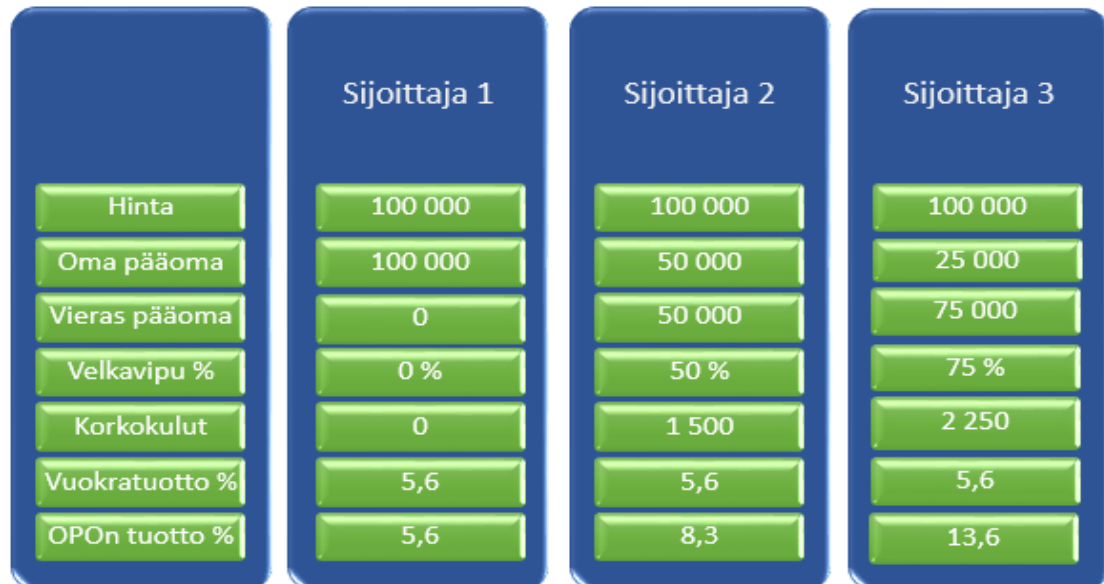 Sijoittaja 1 Sijoittaja 2 Sijoittaja 3
Hinta 100 000 100 000 100 000
Oma pääoma 100 000 50 000 25 000
Vieras pääoma 0 50 000 75 000
Velkavipu % 0 % 50 % 75 %
Korkokulut 0 1 500 2 250
Vuokratuotto % 5,6 5,6 5,6
OPOn tuotto % 5,6 8,3 13,6